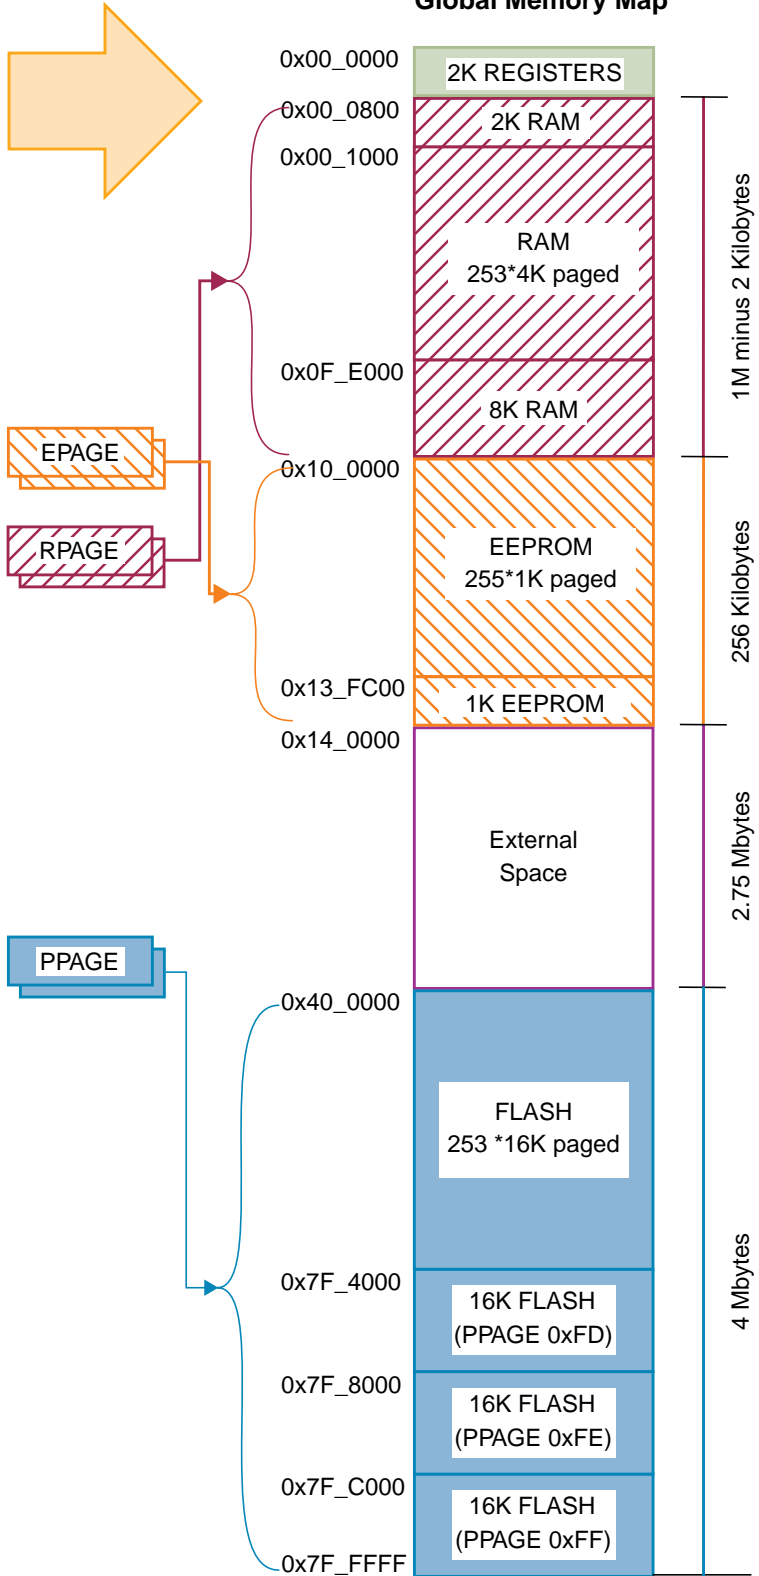 Global Memory Map
0x00_0000
2K REGISTERS
0x00_0800
2K RAM
0x00_1000
RAM
253*4K paged
1M minus 2 Kilobytes
0x0F_E000
8K RAM
EPAGE
0x10_0000
RPAGE
EEPROM
255*1K paged
256 Kilobytes
0x13_FC00
1K EEPROM
0x14_0000
External
Space
2.75 Mbytes
PPAGE
0x40_0000
FLASH
253 *16K paged
4 Mbytes
0x7F_4000
16K FLASH
(PPAGE 0xFD)
0x7F_8000
16K FLASH
(PPAGE 0xFE)
0x7F_C000
16K FLASH
(PPAGE 0xFF)
0x7F_FFFF